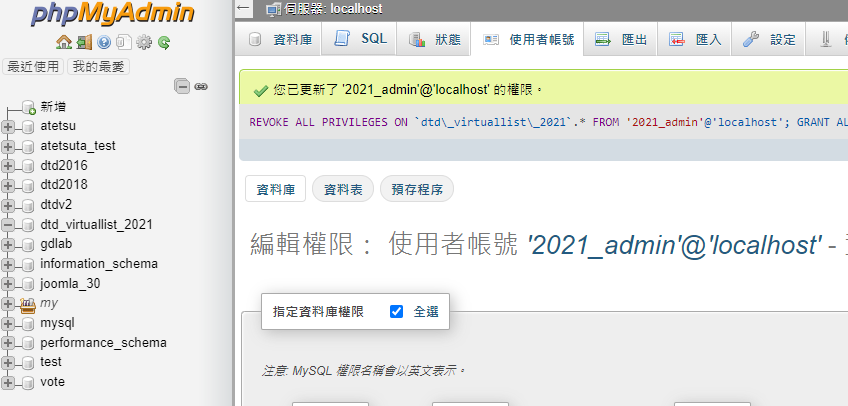 phpMyAdmin
最近使用 我的最愛
新增
atetsu
atetsuta_test
dtd2016
dtd2018
dtdv2
dtd_virtuallist_2021
gdlab
information_schema
joomla_30
my
mysql
performance_schema
test
vote
伺服器: localhost
資料庫 SQL 狀態 使用者帳號 匯出 匯入 設定
您已更新了 '2021_admin'@'localhost' 的權限。
REVOKE ALL PRIVILEGES ON `dtd\_virtuallist\_2021`.* FROM '2021_admin'@'localhost'; GRANT AL
資料庫 資料表 預存程序
編輯權限： 使用者帳號 '2021_admin'@'localhost' -
指定資料庫權限 全選
注意: MySQL 權限名稱會以英文表示。